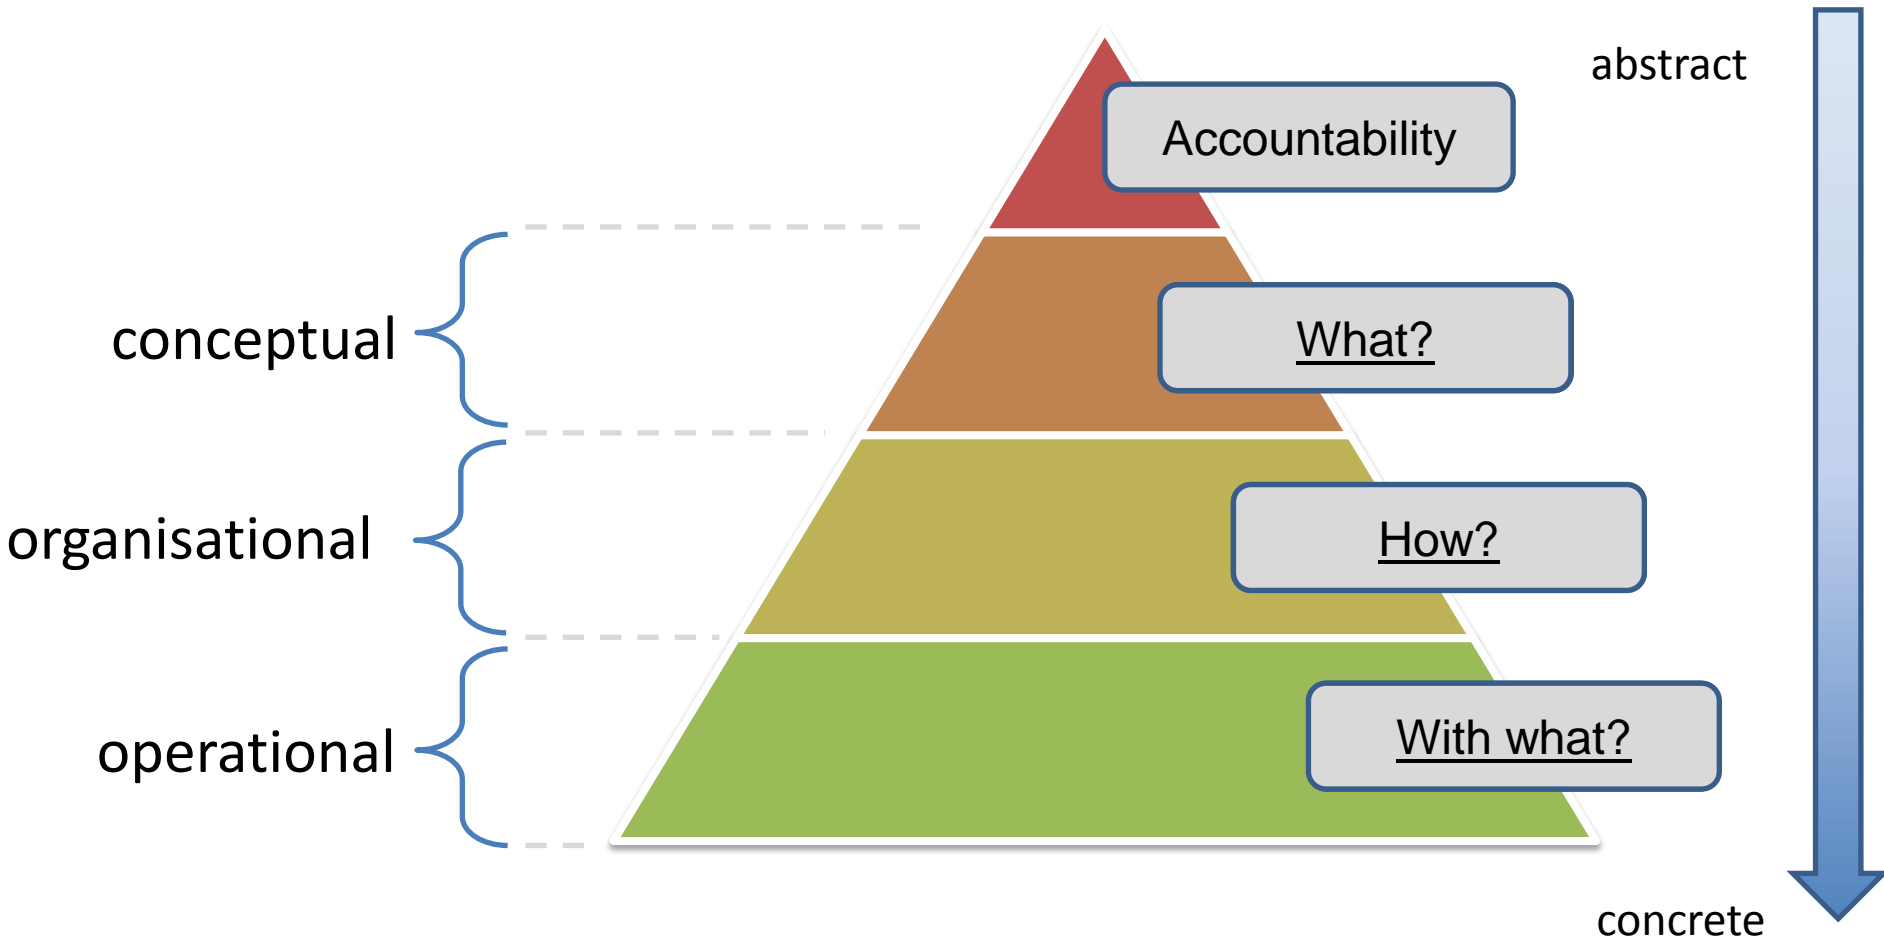 abstract
Accountability
conceptual
What?
organisational
How?
operational
With what?
concrete